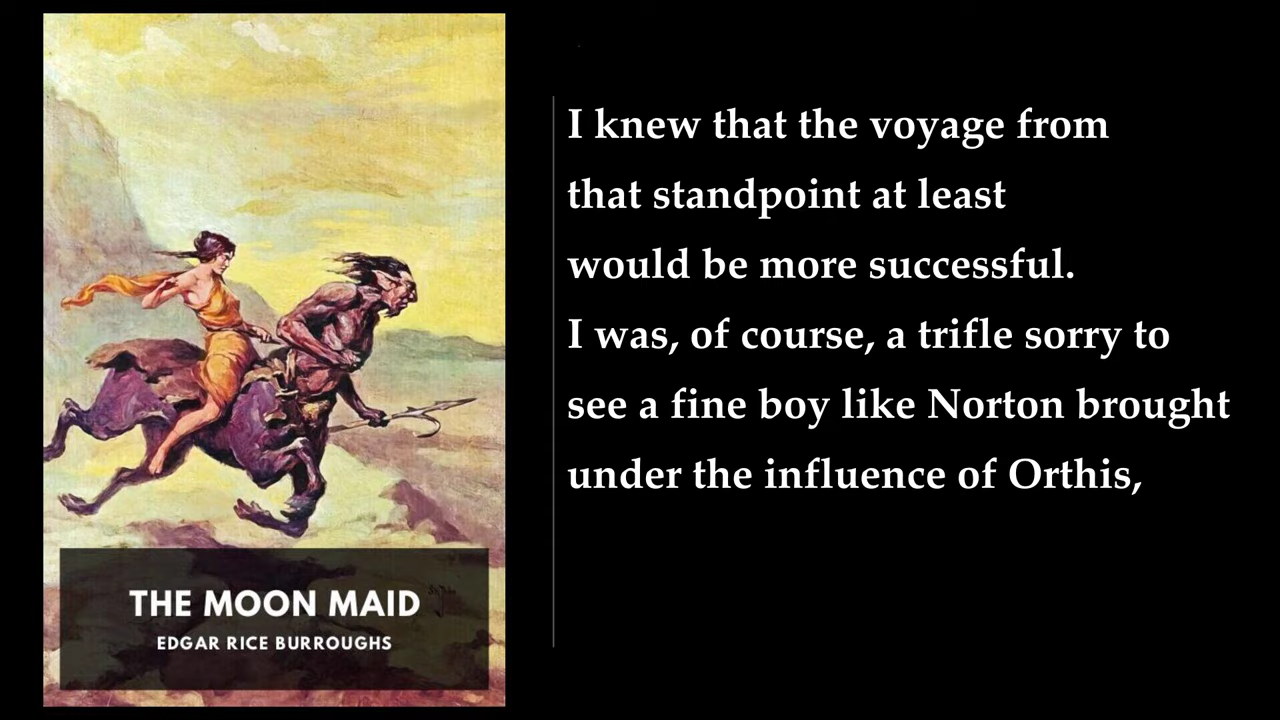 THE MOON MAID
EDGAR RICE BURROUGHS
I knew that the voyage from
that standpoint at least
would be more successful.
I was, of course, a trifle sorry to
see a fine boy like Norton brought
under the influence of Orthis,